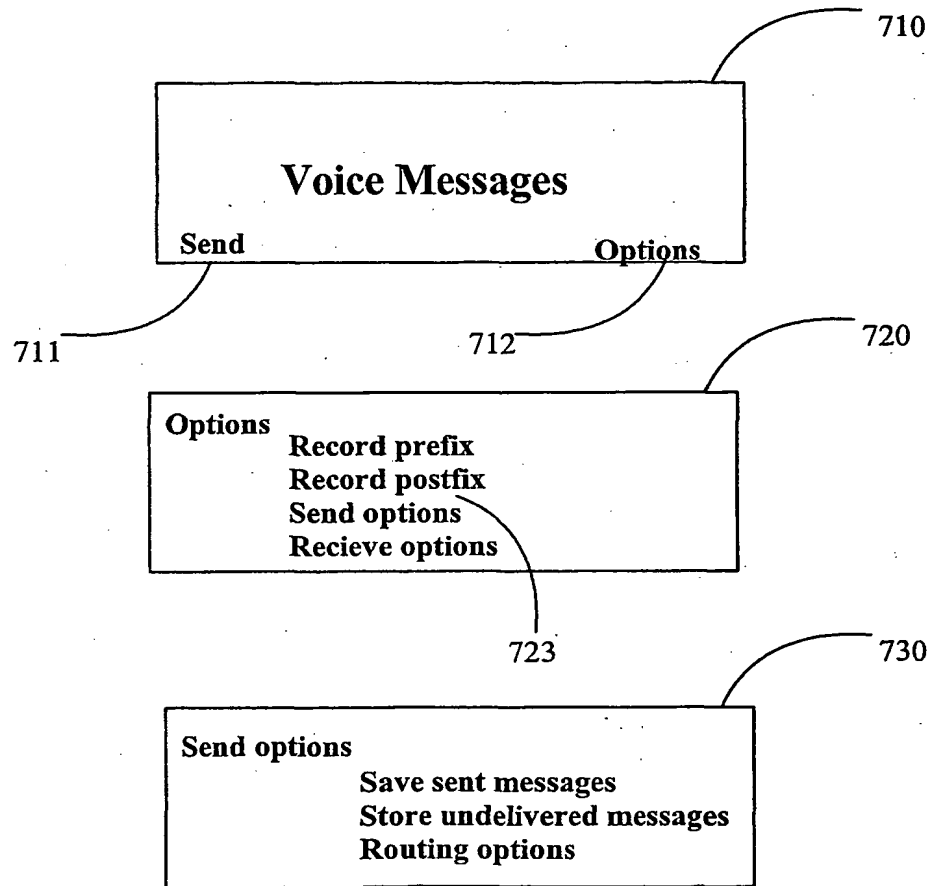 710
Voice Messages
Send
Options
711
712
720
Options
Record prefix
Record postfix
Send options
Recieve options
723
730
Send options
Save sent messages
Store undelivered messages
Routing options